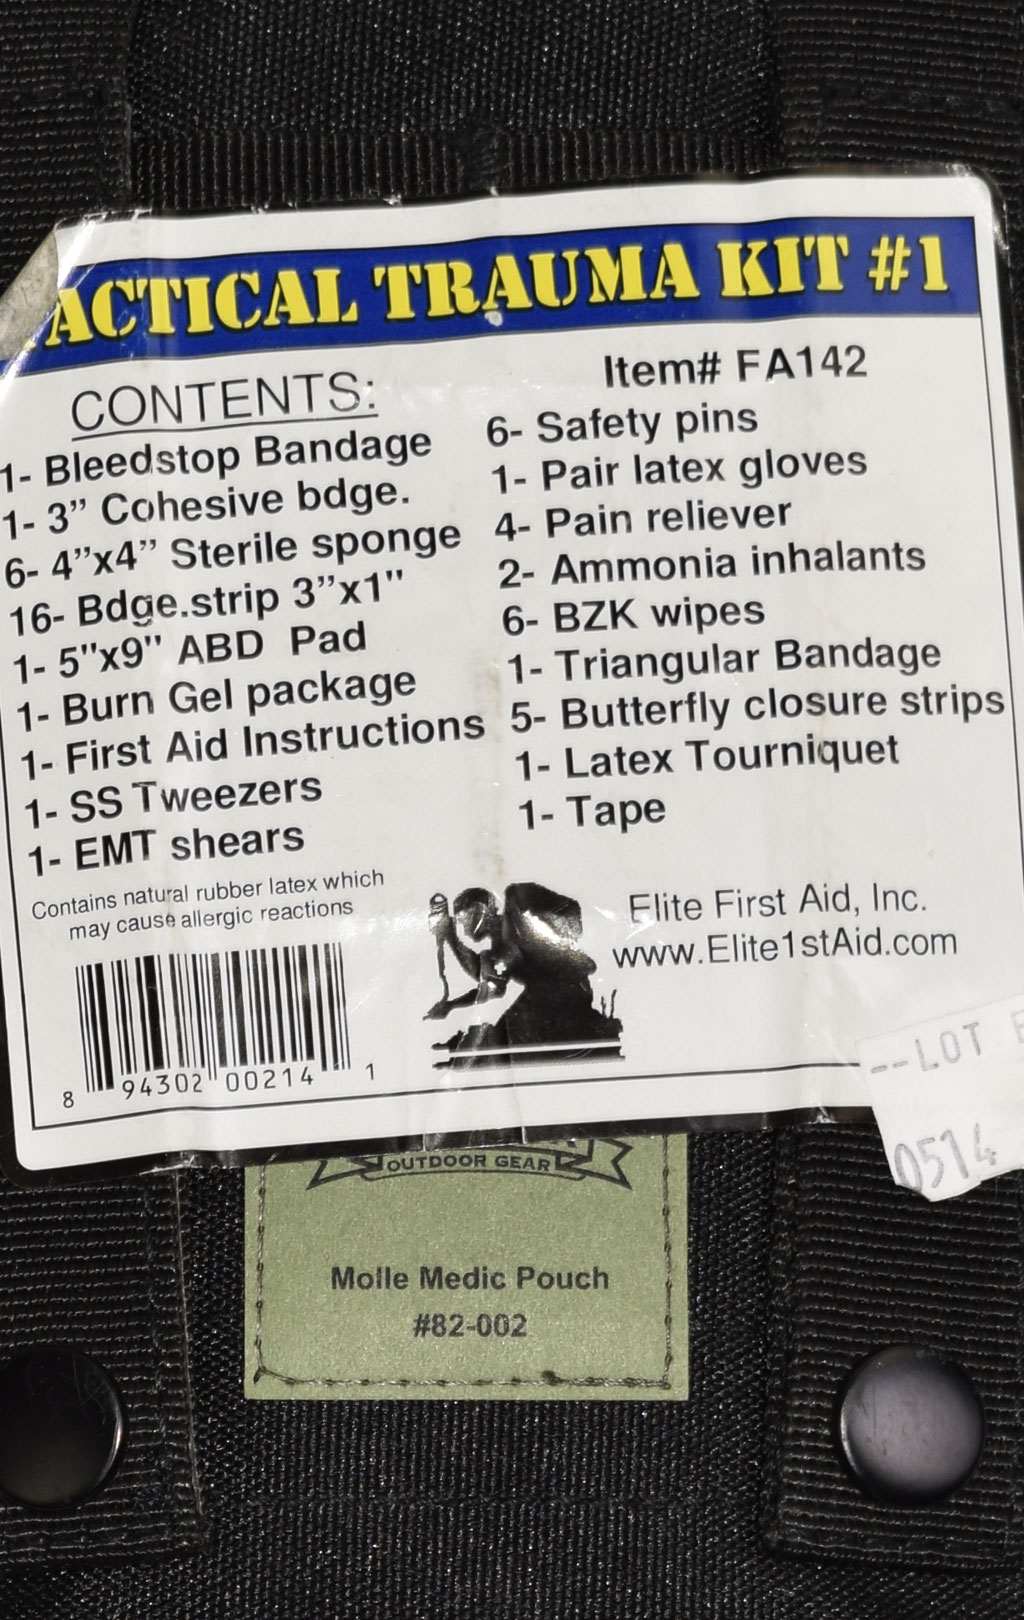 ACTICAL TRAUMA KIT #1
Item# FA142
CONTENTS:
1- Bleedstop Bandage
1- 3” Cohesive bdge.
6- 4”x4” Sterile sponge
16- Bdge.strip 3”x1"
1- 5"x9" ABD Pad
1- Burn Gel package
1- First Aid Instructions
1- SS Tweezers
1- EMT shears
6- Safety pins
1- Pair latex gloves
4- Pain reliever
2- Ammonia inhalants
6- BZK wipes
1- Triangular Bandage
5- Butterfly closure strips
1- Latex Tourniquet
1- Tape
Contains natural rubber latex which
may cause allergic reactions
Elite First Aid, Inc.
www.Elite1stAid.com
8 94302 00214 1
--LOT
0514
OUTDOOR GEAR
Molle Medic Pouch
#82-002